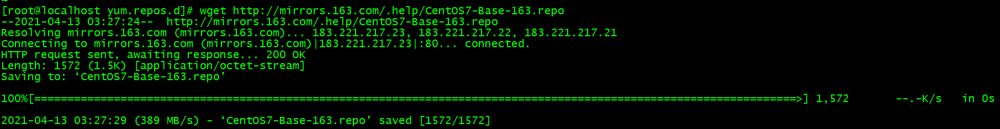 [root@localhost yum.repos.d]# wget http://mirrors.163.com/.help/CentOS7-Base-163.repo
--2021-04-13 03:27:24--  http://mirrors.163.com/.help/CentOS7-Base-163.repo
Resolving mirrors.163.com (mirrors.163.com)... 183.221.217.23, 183.221.217.22, 183.221.217.21
Connecting to mirrors.163.com (mirrors.163.com)|183.221.217.23|:80... connected.
HTTP request sent, awaiting response... 200 OK
Length: 1572 (1.5K) [application/octet-stream]
Saving to: ‘CentOS7-Base-163.repo’
100%[===================================================================================================================>] 1,572       --.-K/s   in 0s
2021-04-13 03:27:29 (389 MB/s) - ‘CentOS7-Base-163.repo’ saved [1572/1572]